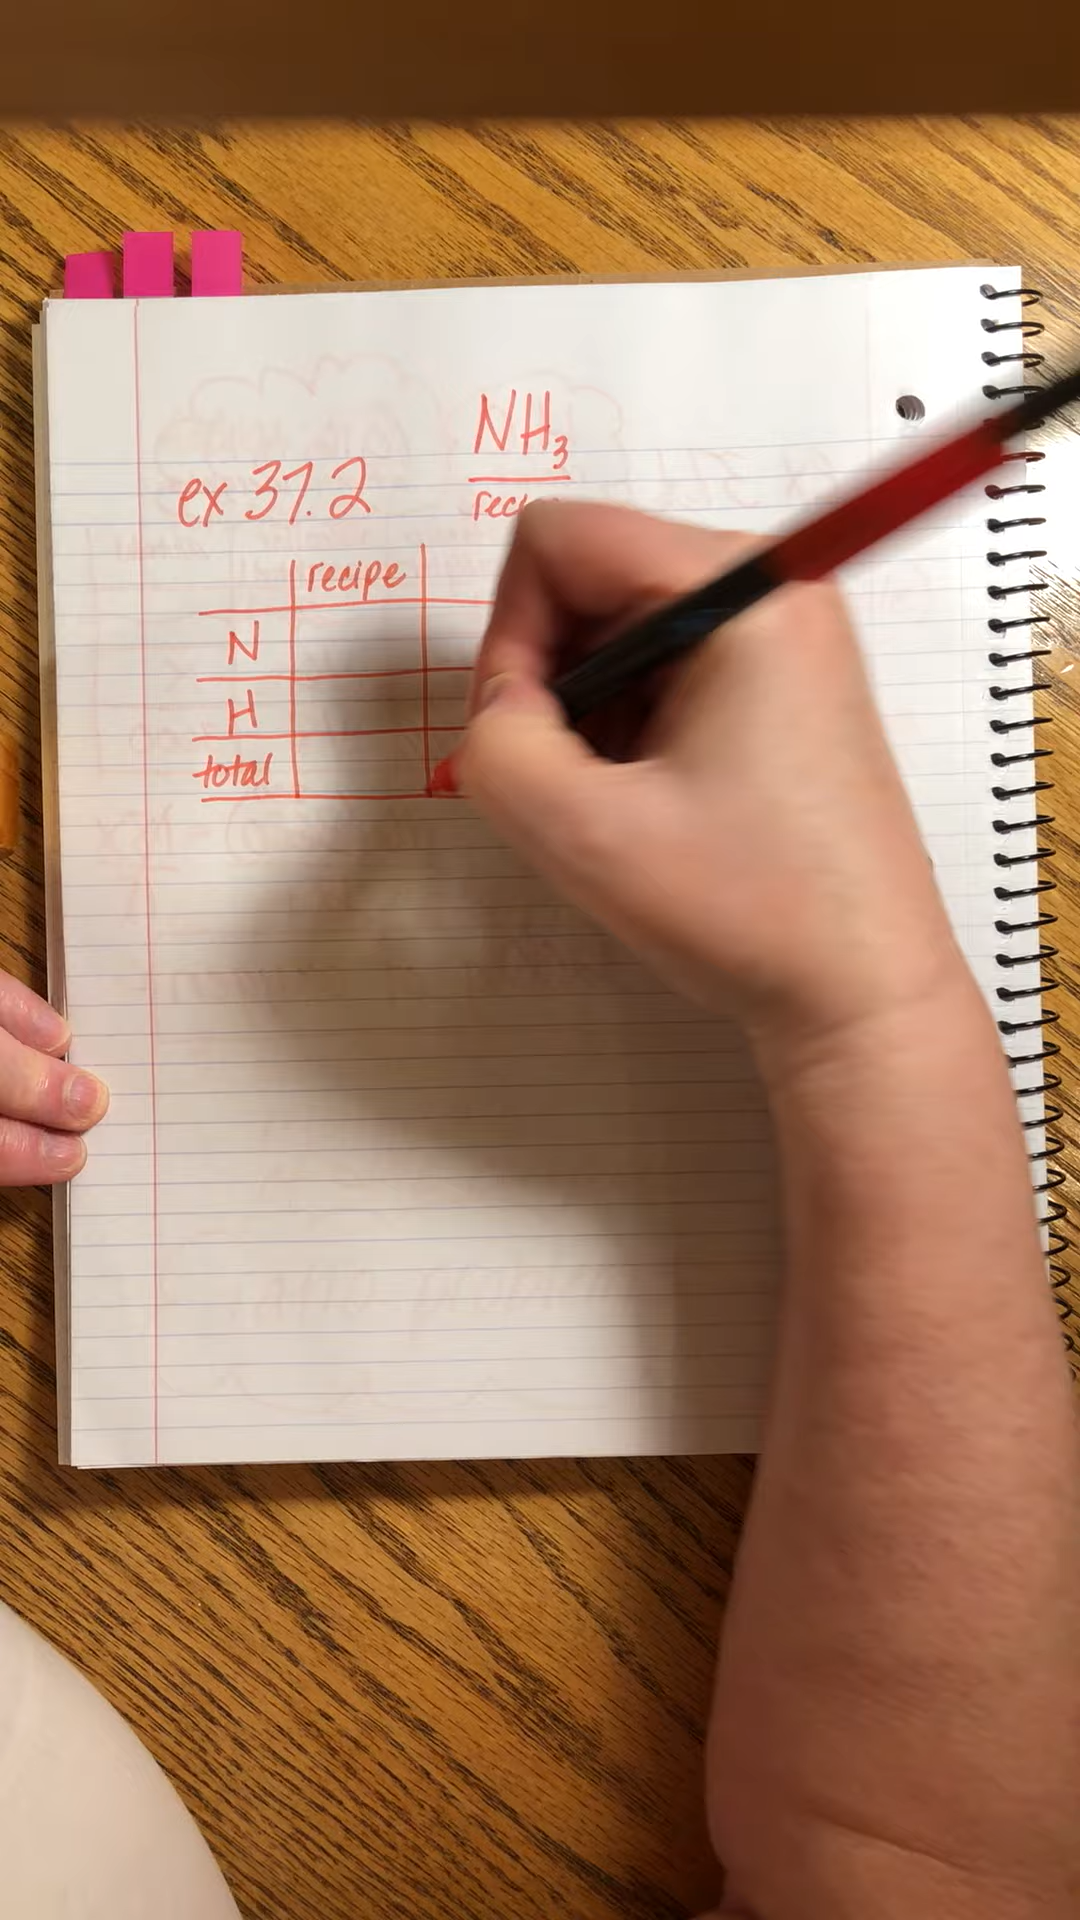 NH₃
ex 37.2
recipe
N
H
total